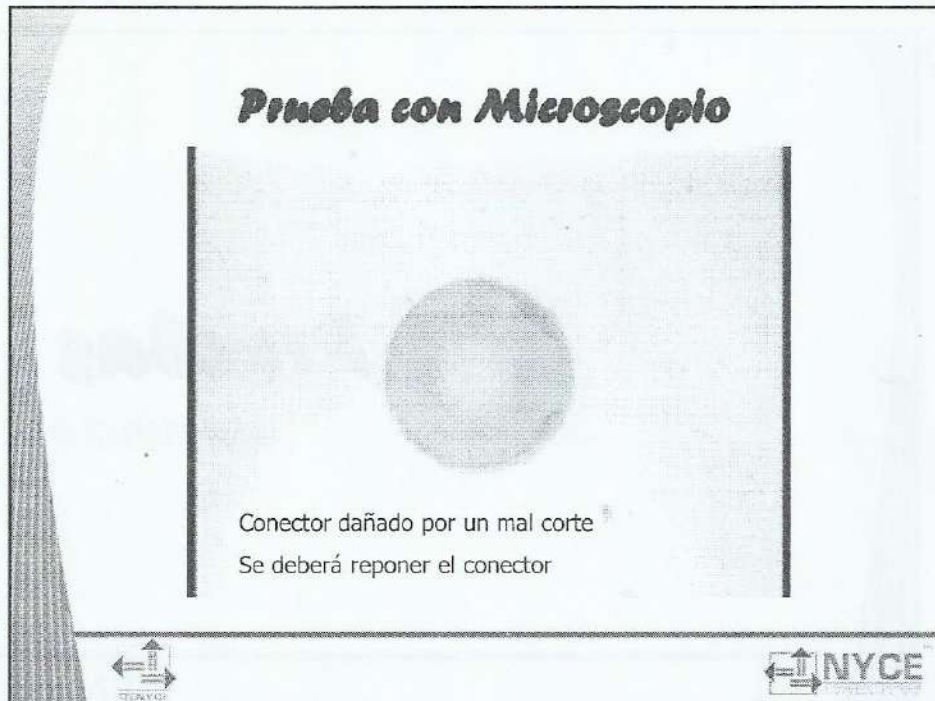 Prueba con Microscopio
Conector dañado por un mal corte
Se deberá reponer el conector
NYCE